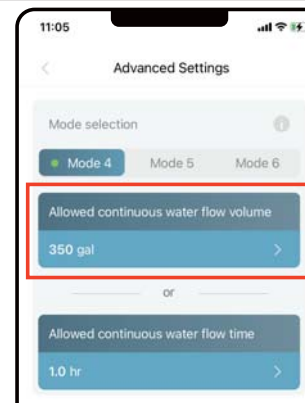 11:05
Advanced Settings
Mode selection
Mode 4 Mode 5 Mode 6
Allowed continuous water flow volume
350 gal
or
Allowed continuous water flow time
1.0 hr